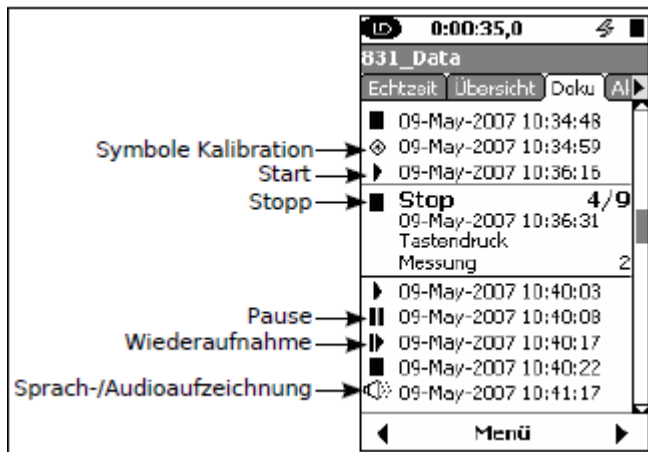 LD 0:00:35,0
831_Data
Echtzeit Übersicht Doku Al
09-May-2007 10:34:48
Symbole Kalibration 09-May-2007 10:34:59
Start 09-May-2007 10:36:16
Stopp Stop 4/9
09-May-2007 10:36:31
Tastendruck
Messung 2
09-May-2007 10:40:03
Pause 09-May-2007 10:40:08
Wiederaufnahme 09-May-2007 10:40:17
09-May-2007 10:40:22
Sprach-/Audioaufzeichnung 09-May-2007 10:41:17
Menü